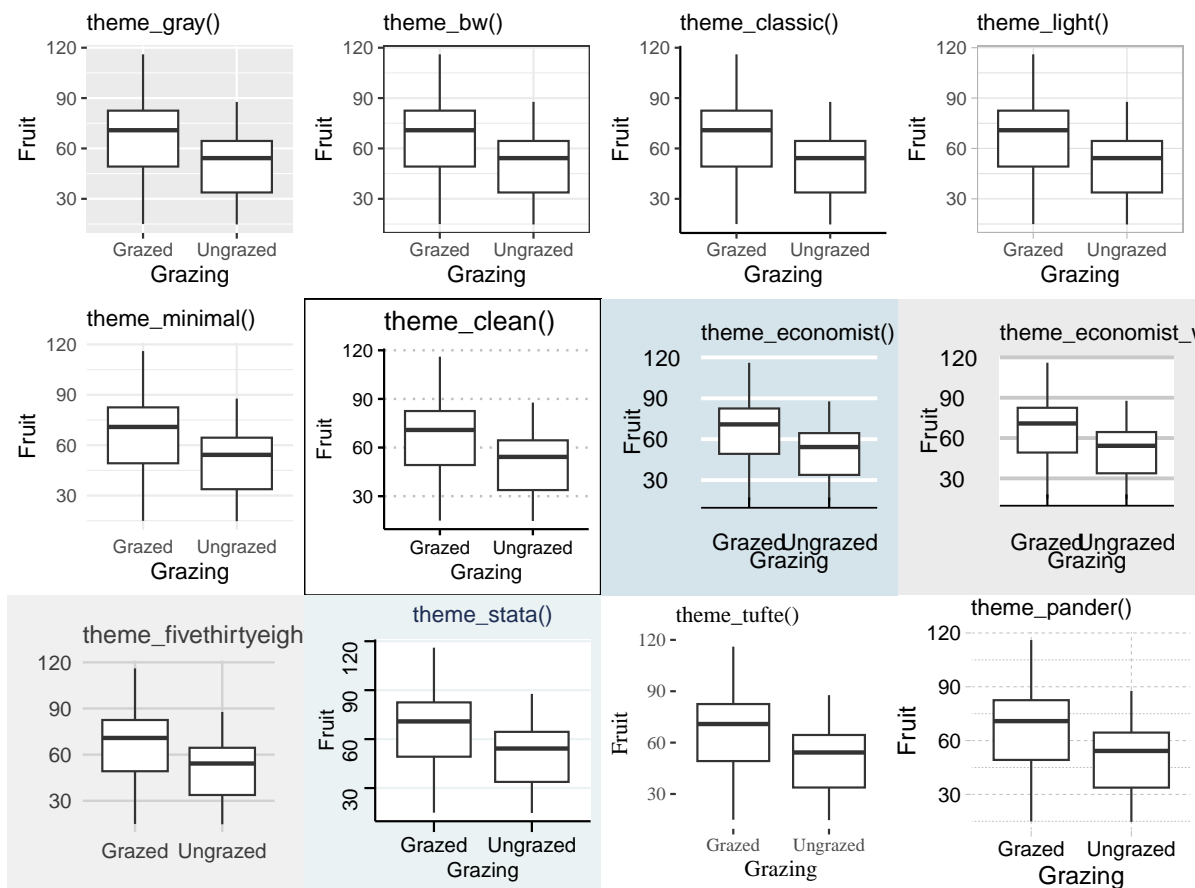 theme_gray()
120
90
60
30
Fruit
Grazed Ungrazed
Grazing
theme_bw()
120
90
60
30
Fruit
Grazed Ungrazed
Grazing
theme_classic()
120
90
60
30
Fruit
Grazed Ungrazed
Grazing
theme_light()
120
90
60
30
Fruit
Grazed Ungrazed
Grazing
theme_minimal()
120
90
60
30
Fruit
Grazed Ungrazed
Grazing
theme_clean()
120
90
60
30
Fruit
Grazed Ungrazed
Grazing
theme_economist()
120
90
60
30
Fruit
Grazed Ungrazed
Grazing
theme_economist_w
120
90
60
30
Fruit
Grazed Ungrazed
Grazing
theme_fivethirtyeigh
120
90
60
30
Grazed Ungrazed
theme_stata()
120
90
60
30
Fruit
Grazed Ungrazed
Grazing
theme_tufte()
120
90
60
30
Fruit
Grazed Ungrazed
Grazing
theme_pander()
120
90
60
30
Fruit
Grazed Ungrazed
Grazing